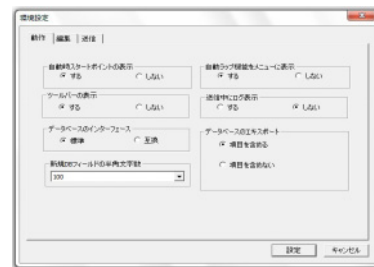 環境設定
動作 編集 送信
自動時スタートポイントの表示
する しない
自動ラップ機能をメニューに表示
する しない
ツールバーの表示
する しない
送信中にログ表示
する しない
データベースのインターフェース
標準 互換
データベースのエキスポート
項目を含める
項目を含めない
新規DBフィールドの半角文字数
100
設定 キャンセル